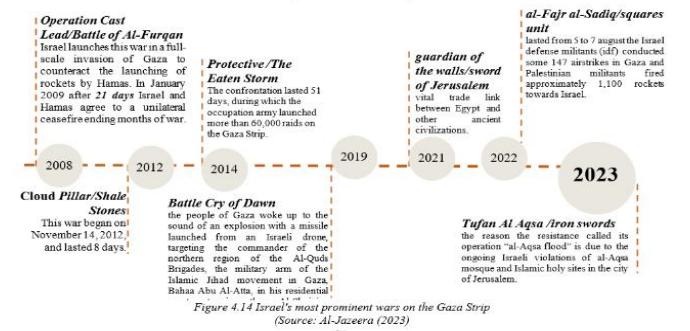 Operation Cast
Lead/Battle of Al-Furqan
Israel launches this war in a full-
scale invasion of Gaza to
counteract the launching of
rockets by Hamas. In January
2009 after 21 days Israel and
Hamas agree to a unilateral
ceasefire ending months of war.
Protective /The
Eaten Storm
The confrontation lasted 51
days, during which the
occupation army launched
more than 60,000 raids on
the Gaza Strip.
guardian of
the walls/sword
of Jerusalem
vital trade link
between Egypt and
other ancient
civilizations.
al-Fajr al-Sadiq/squares
unit
lasted from 5 to 7 august the Israel
defense militants (idf) conducted
some 147 airstrikes in Gaza and
Palestinian militants fired
approximately 1,100 rockets
towards Israel.
2008
2012
2014
2019
2021
2022
2023
Cloud Pillar/Shale
Stones
This war began on
November 14, 2012,
and lasted 8 days.
Battle Cry of Dawn
the people of Gaza woke up to the
sound of an explosion with a missile
launched from an Israeli drone,
targeting the commander of the
northern region of the Al-Quds
Brigades, the military arm of the
Islamic Jihad movement in Gaza,
Bahaa Abu Al-Atta, in his residential
Tufan Al Aqsa /iron swords
the reason the resistance called its
operation “al-Aqsa flood” is due to the
ongoing Israeli violations of al-Aqsa
mosque and Islamic holy sites in the city
of Jerusalem.
Figure 4.14 Israel's most prominent wars on the Gaza Strip
(Source: Al-Jazeera (2023)